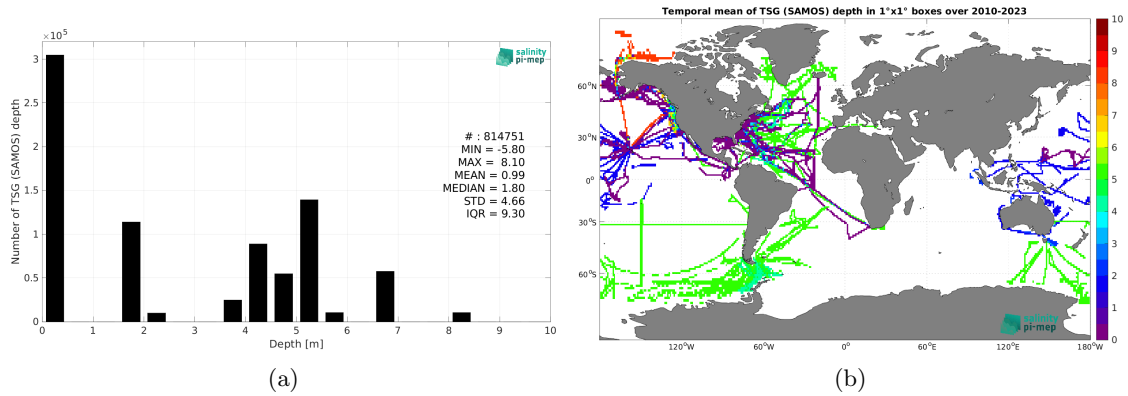 ×10⁵
3
2.5
2
1.5
1
0.5
0
Number of TSG (SAMOS) depth
salinity
pi-mep
# : 814751
MIN = -5.80
MAX = 8.10
MEAN = 0.99
MEDIAN = 1.80
STD = 4.66
IQR = 9.30
0 1 2 3 4 5 6 7 8 9 10
Depth [m]
(a)
Temporal mean of TSG (SAMOS) depth in 1°x1° boxes over 2010-2023
60°N
30°N
0°
30°S
60°S
120°W 60°W 0° 60°E 120°E 180°W
salinity
pi-mep
10
9
8
7
6
5
4
3
2
1
0
(b)